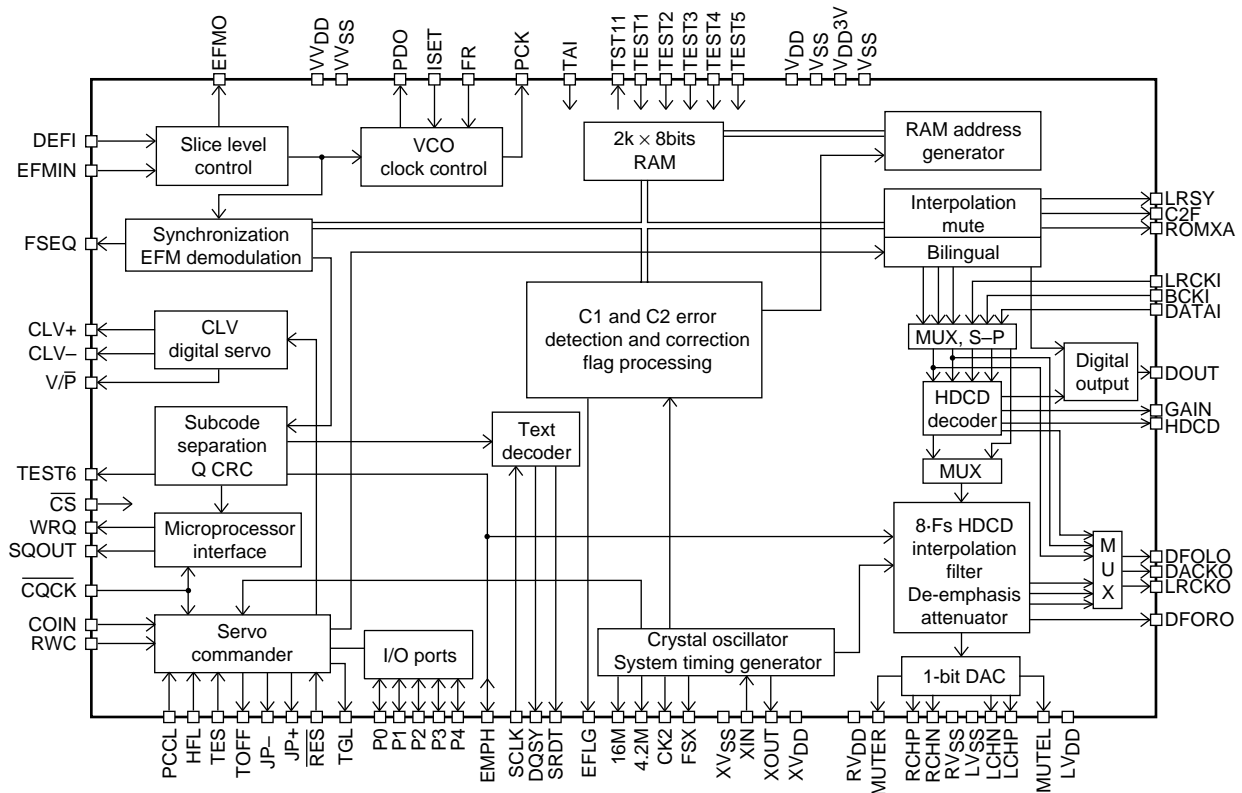 EFMO
VVDD
VVSS
PDO
ISET
FR
PCK
TAI
TST11
TEST1
TEST2
TEST3
TEST4
TEST5
VDD
VSS
VDD3V
VSS
DEFI
EFMIN
FSEQ
CLV+
CLV–
V/P̅
TEST6
C̅S̅
WRQ
SQOUT
C̅Q̅C̅K̅
COIN
RWC
Slice level
control
VCO
clock control
2k × 8bits
RAM
RAM address
generator
Synchronization
EFM demodulation
Interpolation
mute
Bilingual
CLV
digital servo
C1 and C2 error
detection and correction
flag processing
MUX, S–P
Digital
output
HDCD
decoder
Subcode
separation
Q CRC
Text
decoder
MUX
Microprocessor
interface
8·Fs HDCD
interpolation
filter
De-emphasis
attenuator
M
U
X
Servo
commander
I/O ports
Crystal oscillator
System timing generator
1-bit DAC
LRSY
C2F
ROMXA
LRCKI
BCKI
DATAI
DOUT
GAIN
HDCD
DFOLO
DACKO
LRCKO
DFORO
PCCL
HFL
TES
TOFF
JP–
JP+
R̅E̅S̅
TGL
P0
P1
P2
P3
P4
EMPH
SCLK
DQSY
SRDT
EFLG
16M
4.2M
CK2
FSX
XVSS
XIN
XOUT
XVDD
RVDD
MUTER
RCHP
RCHN
RVSS
LVSS
LCHN
LCHP
MUTEL
LVDD